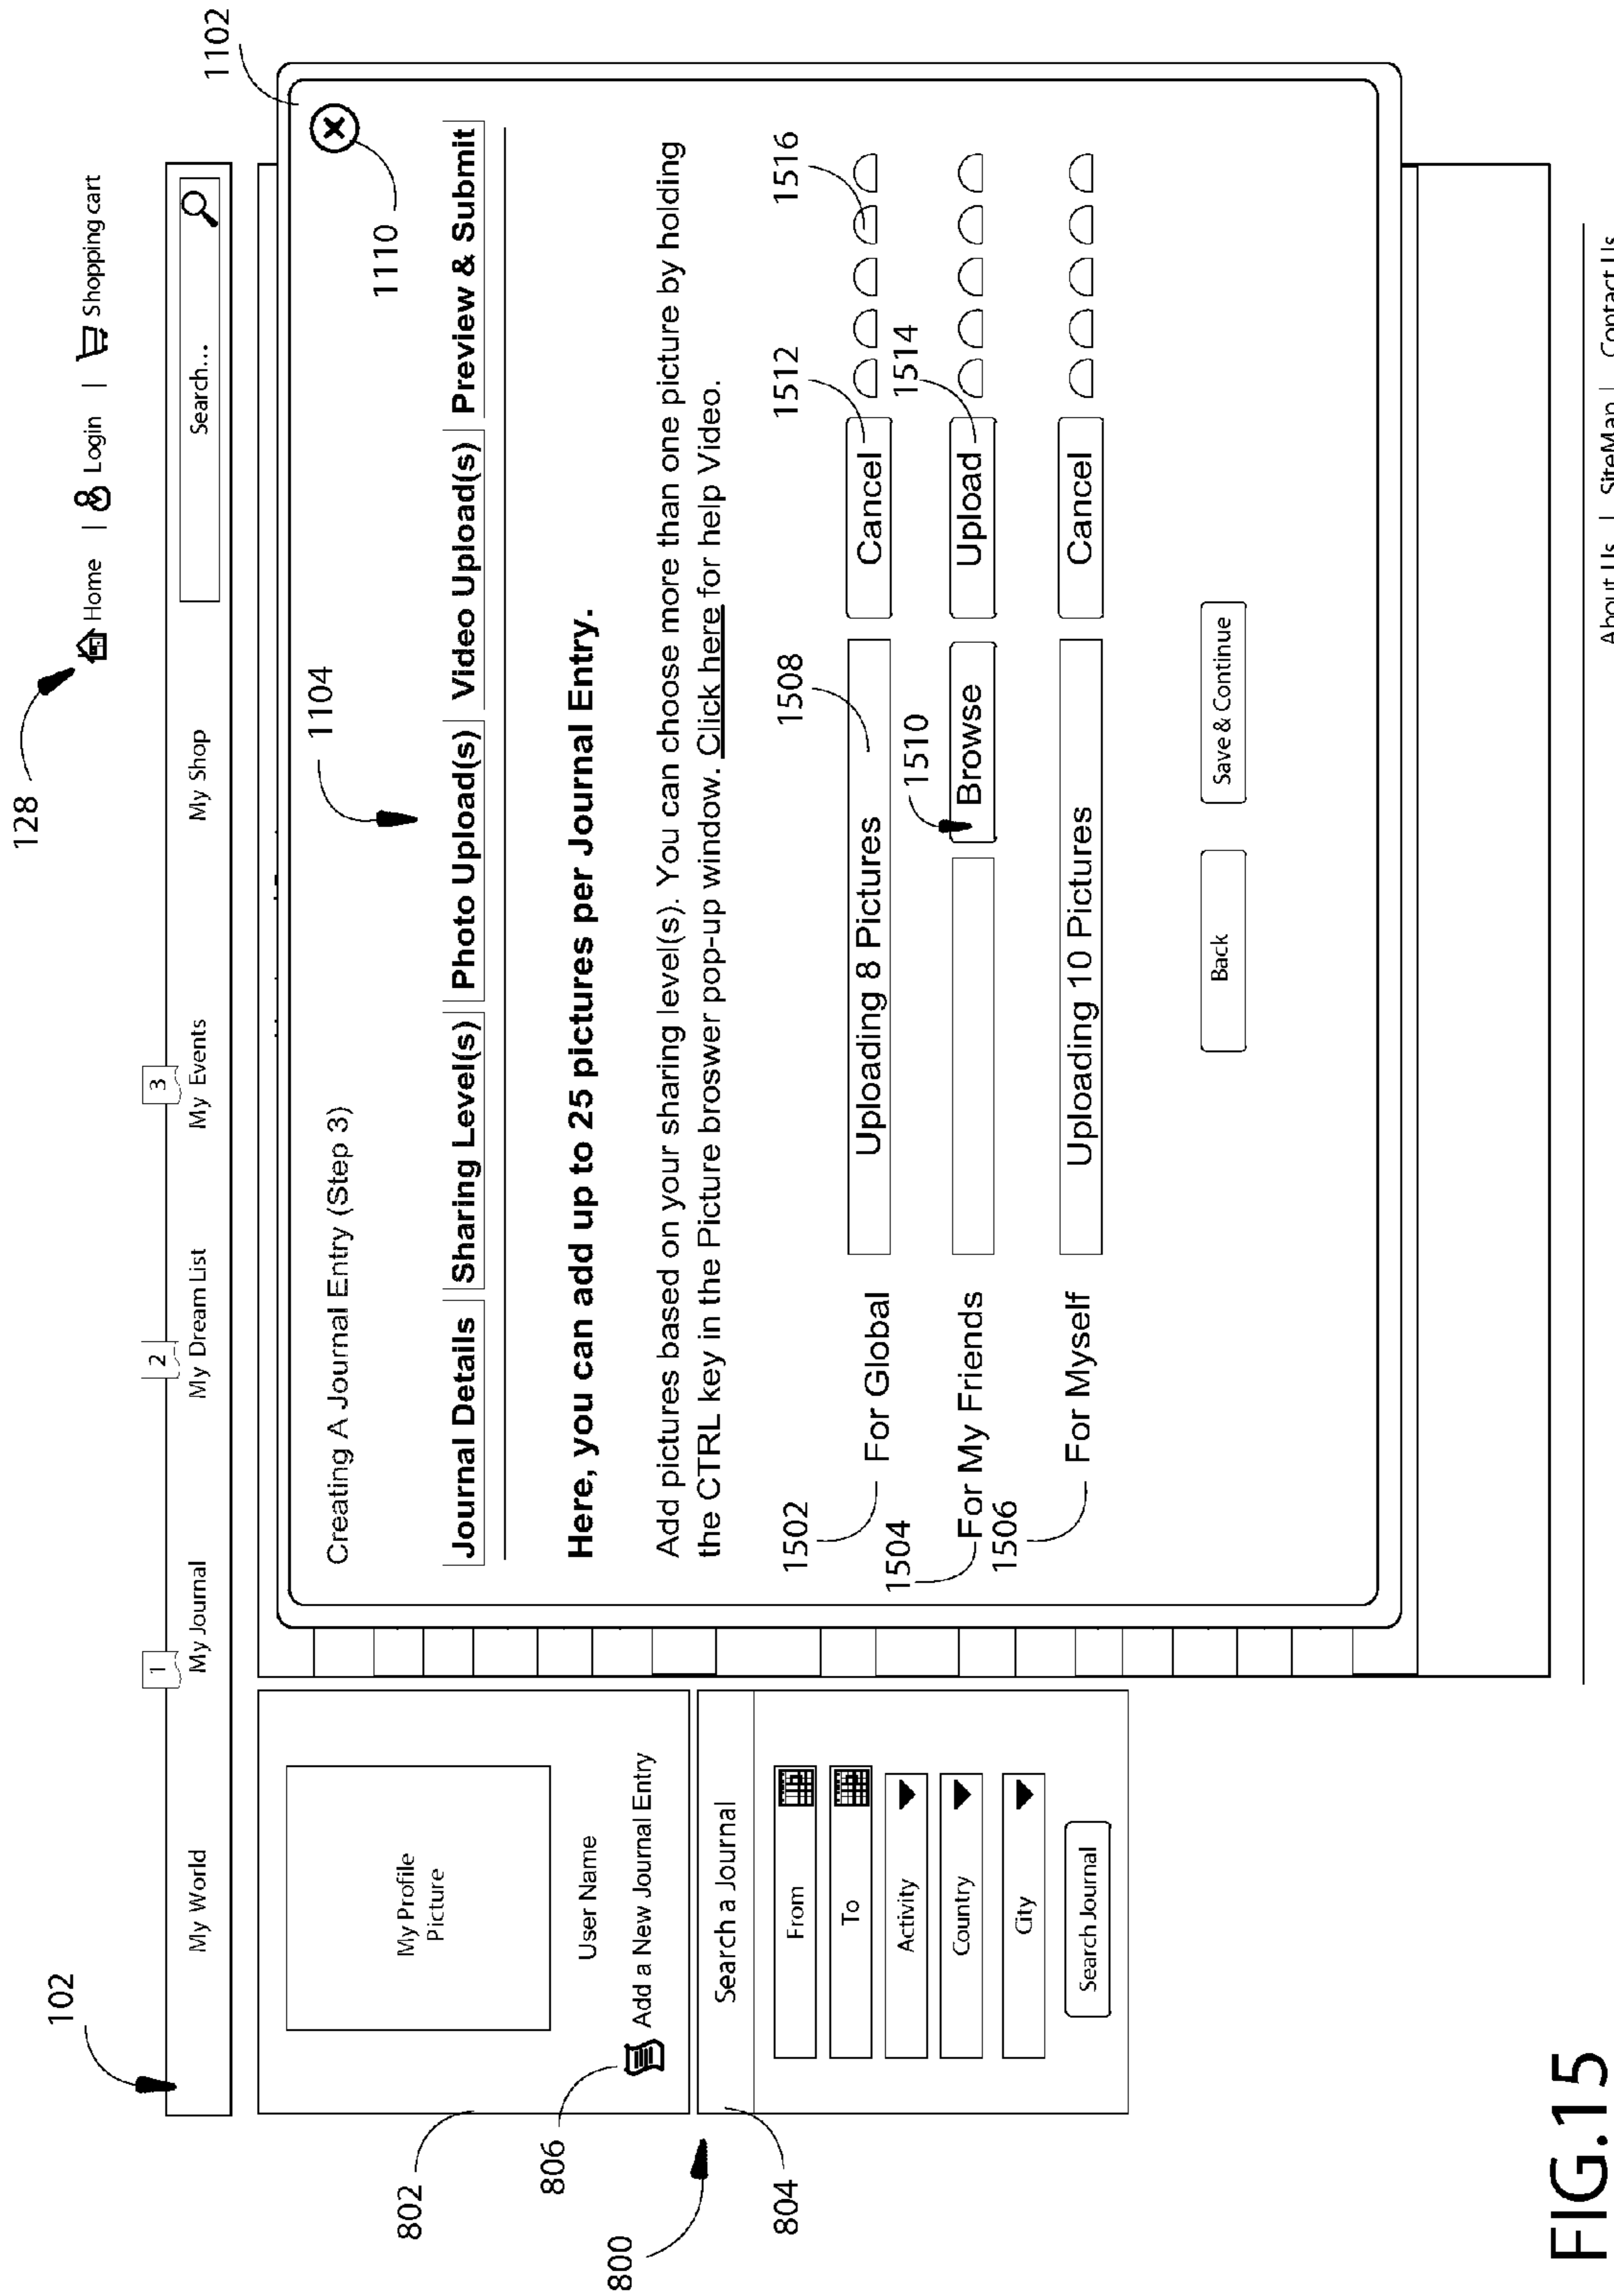 128
Home | Login | Shopping cart
102
1 2 3
My World My Journal My Dream List My Events My Shop Search...
1102
802
My Profile
Picture
User Name
806
Add a New Journal Entry
800
804
Search a Journal
From
To
Activity
Country
City
Search Journal
Creating A Journal Entry (Step 3)
1104
1110
Journal Details Sharing Level(s) Photo Upload(s) Video Upload(s) Preview & Submit
Here, you can add up to 25 pictures per Journal Entry.
Add pictures based on your sharing level(s). You can choose more than one picture by holding
the CTRL key in the Picture broswer pop-up window. Click here for help Video.
1502 1508 1512 1516
For Global Uploading 8 Pictures Cancel
1504 1510 1514
For My Friends Browse Upload
1506
For Myself Uploading 10 Pictures Cancel
Back Save & Continue
About Us | SiteMap | Contact Us
FIG.15